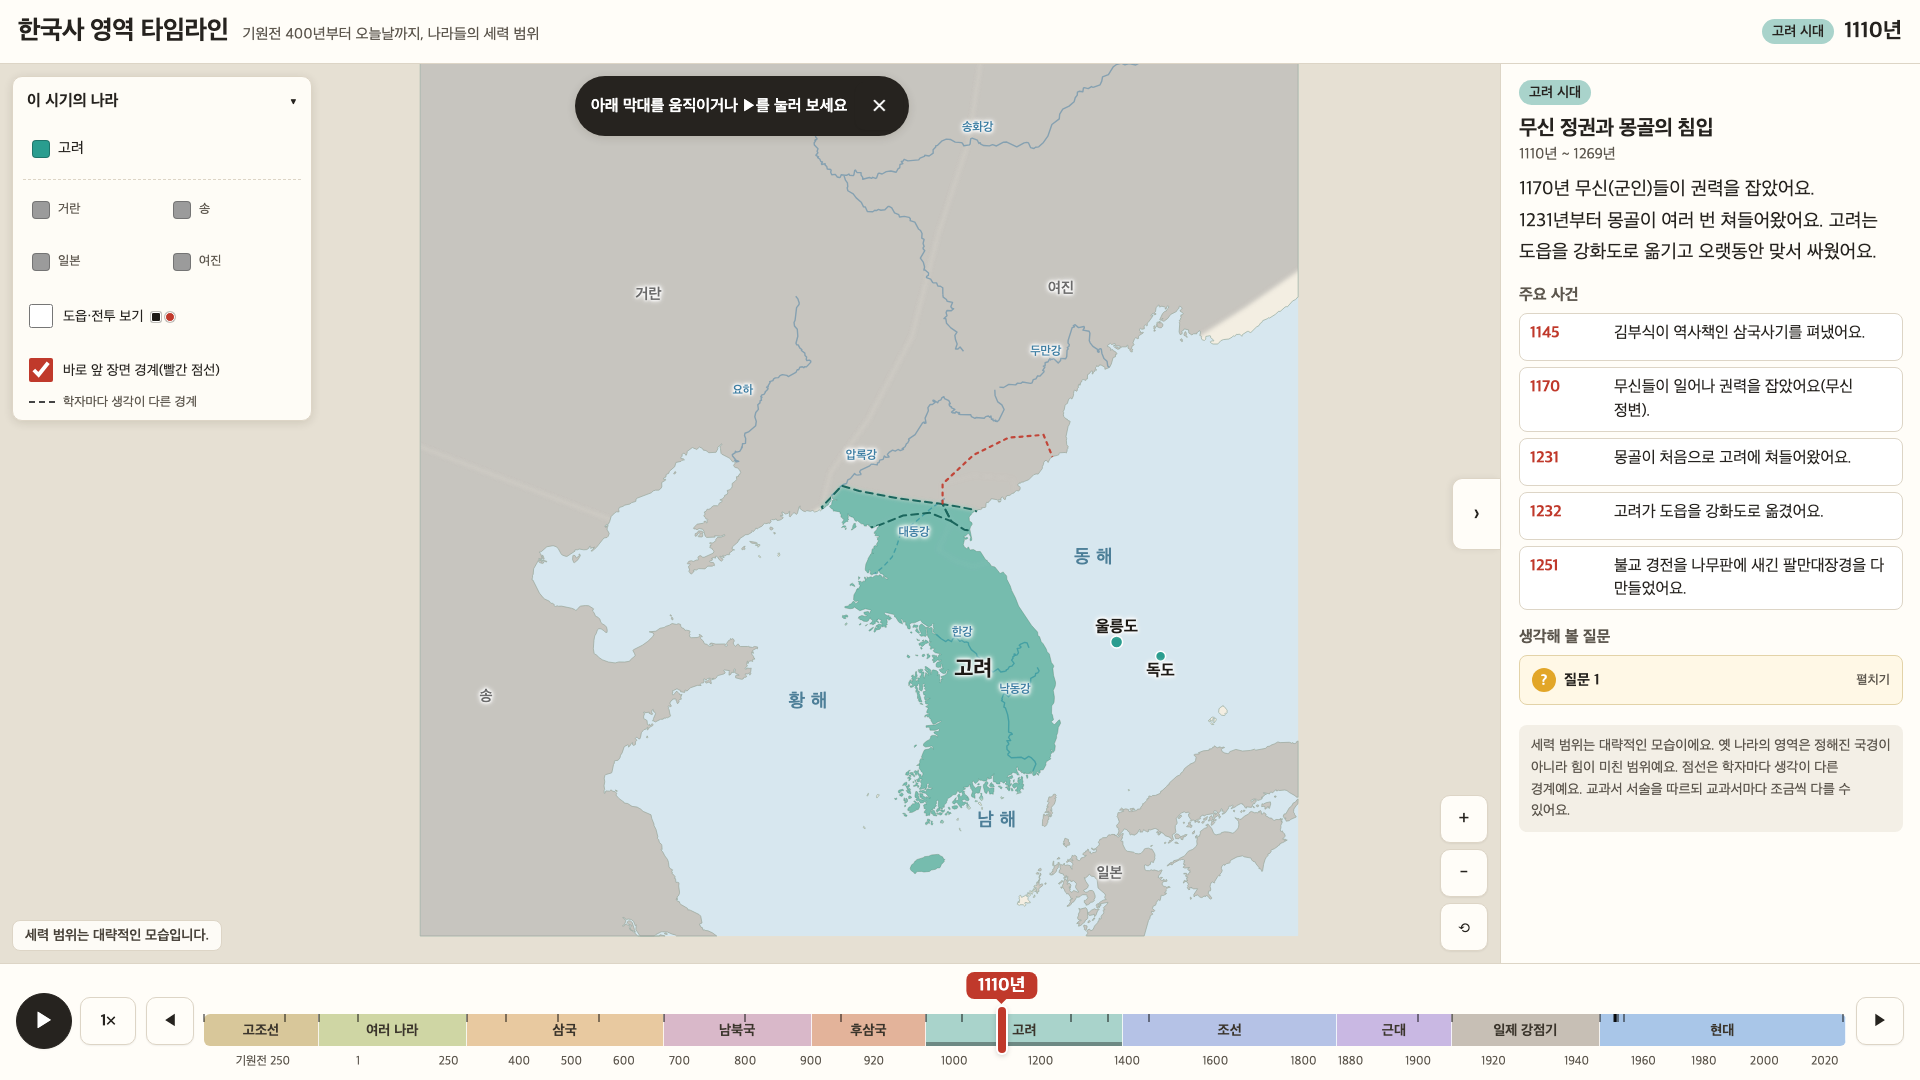 한국사 영역 타임라인
기원전 400년부터 오늘날까지, 나라들의 세력 범위
고려 시대
1110년
이 시기의 나라
고려
거란
송
일본
여진
도읍·전투 보기
바로 앞 장면 경계(빨간 점선)
학자마다 생각이 다른 경계
아래 막대를 움직이거나 ▶를 눌러 보세요
송화강
거란
여진
두만강
요하
압록강
대동강
동해
울릉도
한강
고려
독도
낙동강
송
황해
남해
일본
세력 범위는 대략적인 모습입니다.
고려 시대
무신 정권과 몽골의 침입
1110년 ~ 1269년
1170년 무신(군인)들이 권력을 잡았어요.
1231년부터 몽골이 여러 번 쳐들어왔어요. 고려는
도읍을 강화도로 옮기고 오랫동안 맞서 싸웠어요.
주요 사건
1145 김부식이 역사책인 삼국사기를 펴냈어요.
1170 무신들이 일어나 권력을 잡았어요(무신
정변).
1231 몽골이 처음으로 고려에 쳐들어왔어요.
1232 고려가 도읍을 강화도로 옮겼어요.
1251 불교 경전을 나무판에 새긴 팔만대장경을 다
만들었어요.
생각해 볼 질문
? 질문 1
펼치기
세력 범위는 대략적인 모습이에요. 옛 나라의 영역은 정해진 국경이
아니라 힘이 미친 범위예요. 점선은 학자마다 생각이 다른
경계예요. 교과서 서술을 따르되 교과서마다 조금씩 다를 수
있어요.
1110년
1×
고조선 여러 나라 삼국 남북국 후삼국 고려 조선 근대 일제 강점기 현대
기원전 250 1 250 400 500 600 700 800 900 920 1000 1200 1400 1600 1800 1880 1900 1920 1940 1960 1980 2000 2020